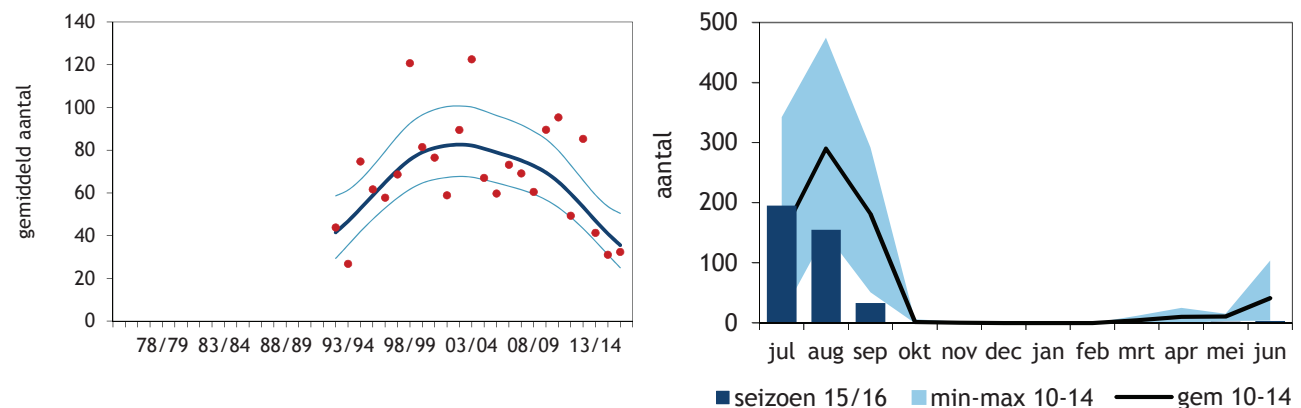 gemiddeld aantal
140
120
100
80
60
40
20
0
78/79 83/84 88/89 93/94 98/99 03/04 08/09 13/14
aantal
500
400
300
200
100
0
jul aug sep okt nov dec jan feb mrt apr mei jun
seizoen 15/16 min-max 10-14 gem 10-14